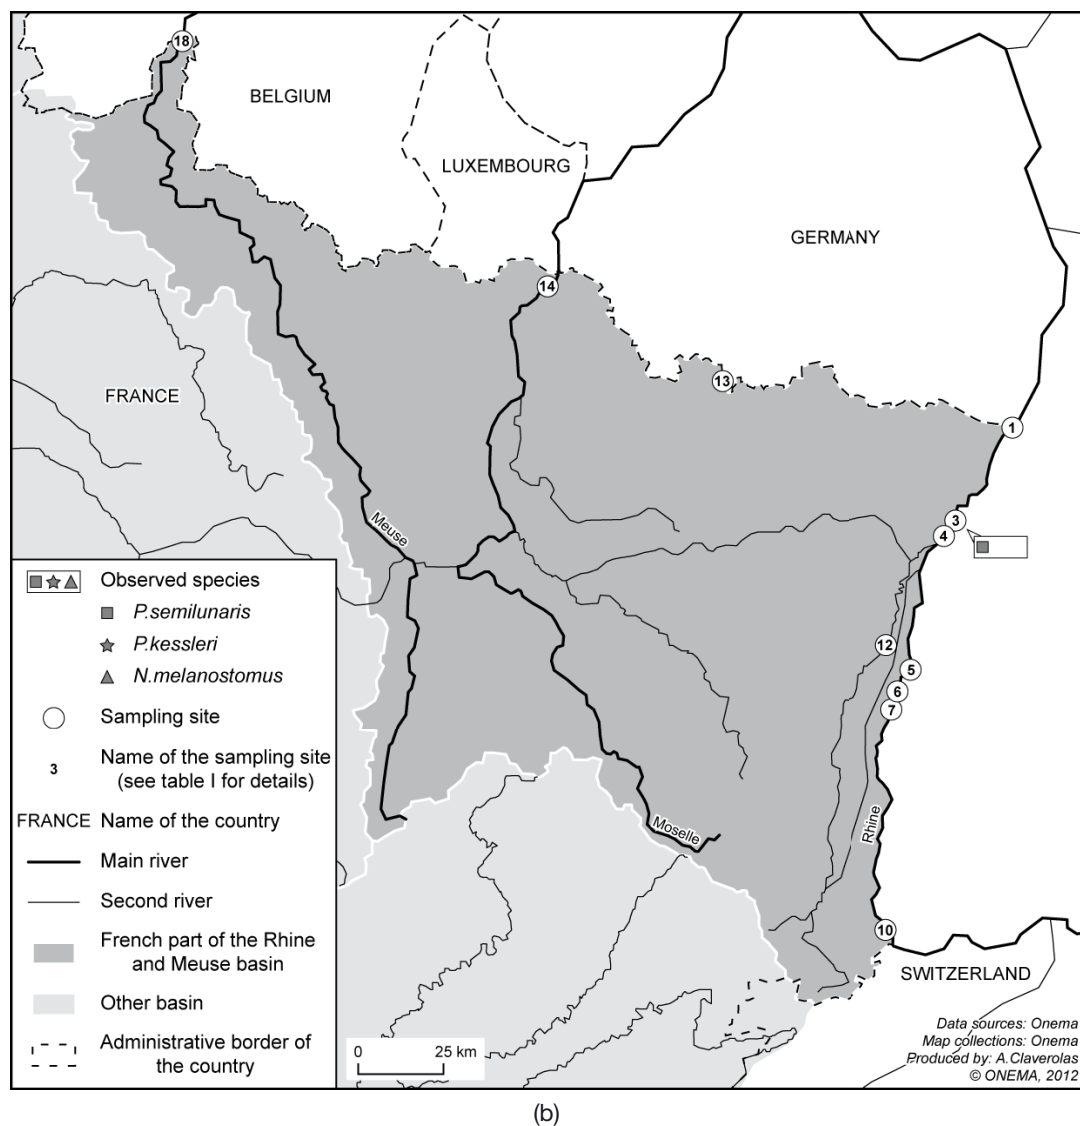 18
BELGIUM
LUXEMBOURG
GERMANY
14
13
FRANCE
1
3
4
Meuse
12
5
6
7
Rhine
Moselle
10
SWITZERLAND
Observed species
P.semilunaris
P.kessleri
N.melanostomus
Sampling site
3
Name of the sampling site
(see table I for details)
FRANCE Name of the country
Main river
Second river
French part of the Rhine
and Meuse basin
Other basin
Administrative border of
the country
0 25 km
Data sources: Onema
Map collections: Onema
Produced by: A.Claverolas
© ONEMA, 2012
(b)